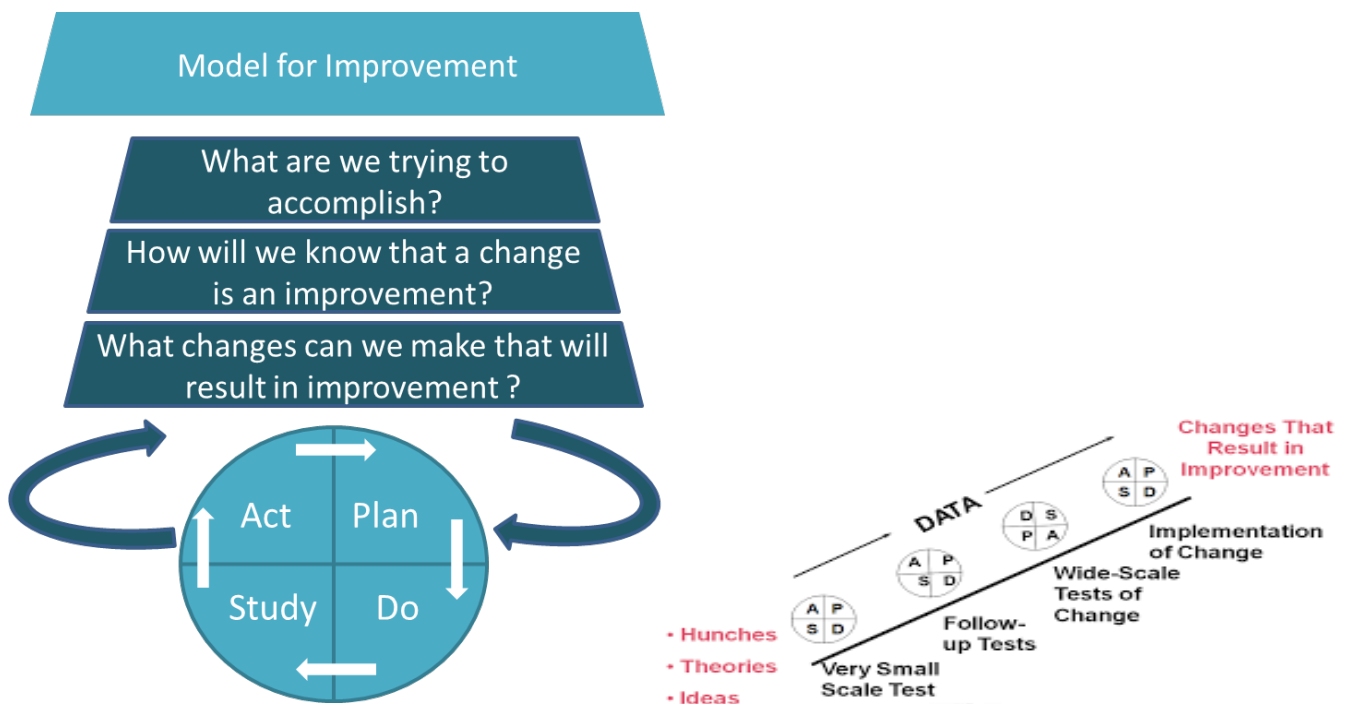 Model for Improvement
What are we trying to
accomplish?
How will we know that a change
is an improvement?
What changes can we make that will
result in improvement ?
Act
Plan
Study
Do
Changes That
Result in
Improvement
DATA
A P
S D
D S
P A
A P
S D
A P
S D
Implementation
of Change
Wide-Scale
Tests of
Change
Follow-
up Tests
Very Small
Scale Test
• Hunches
• Theories
• Ideas